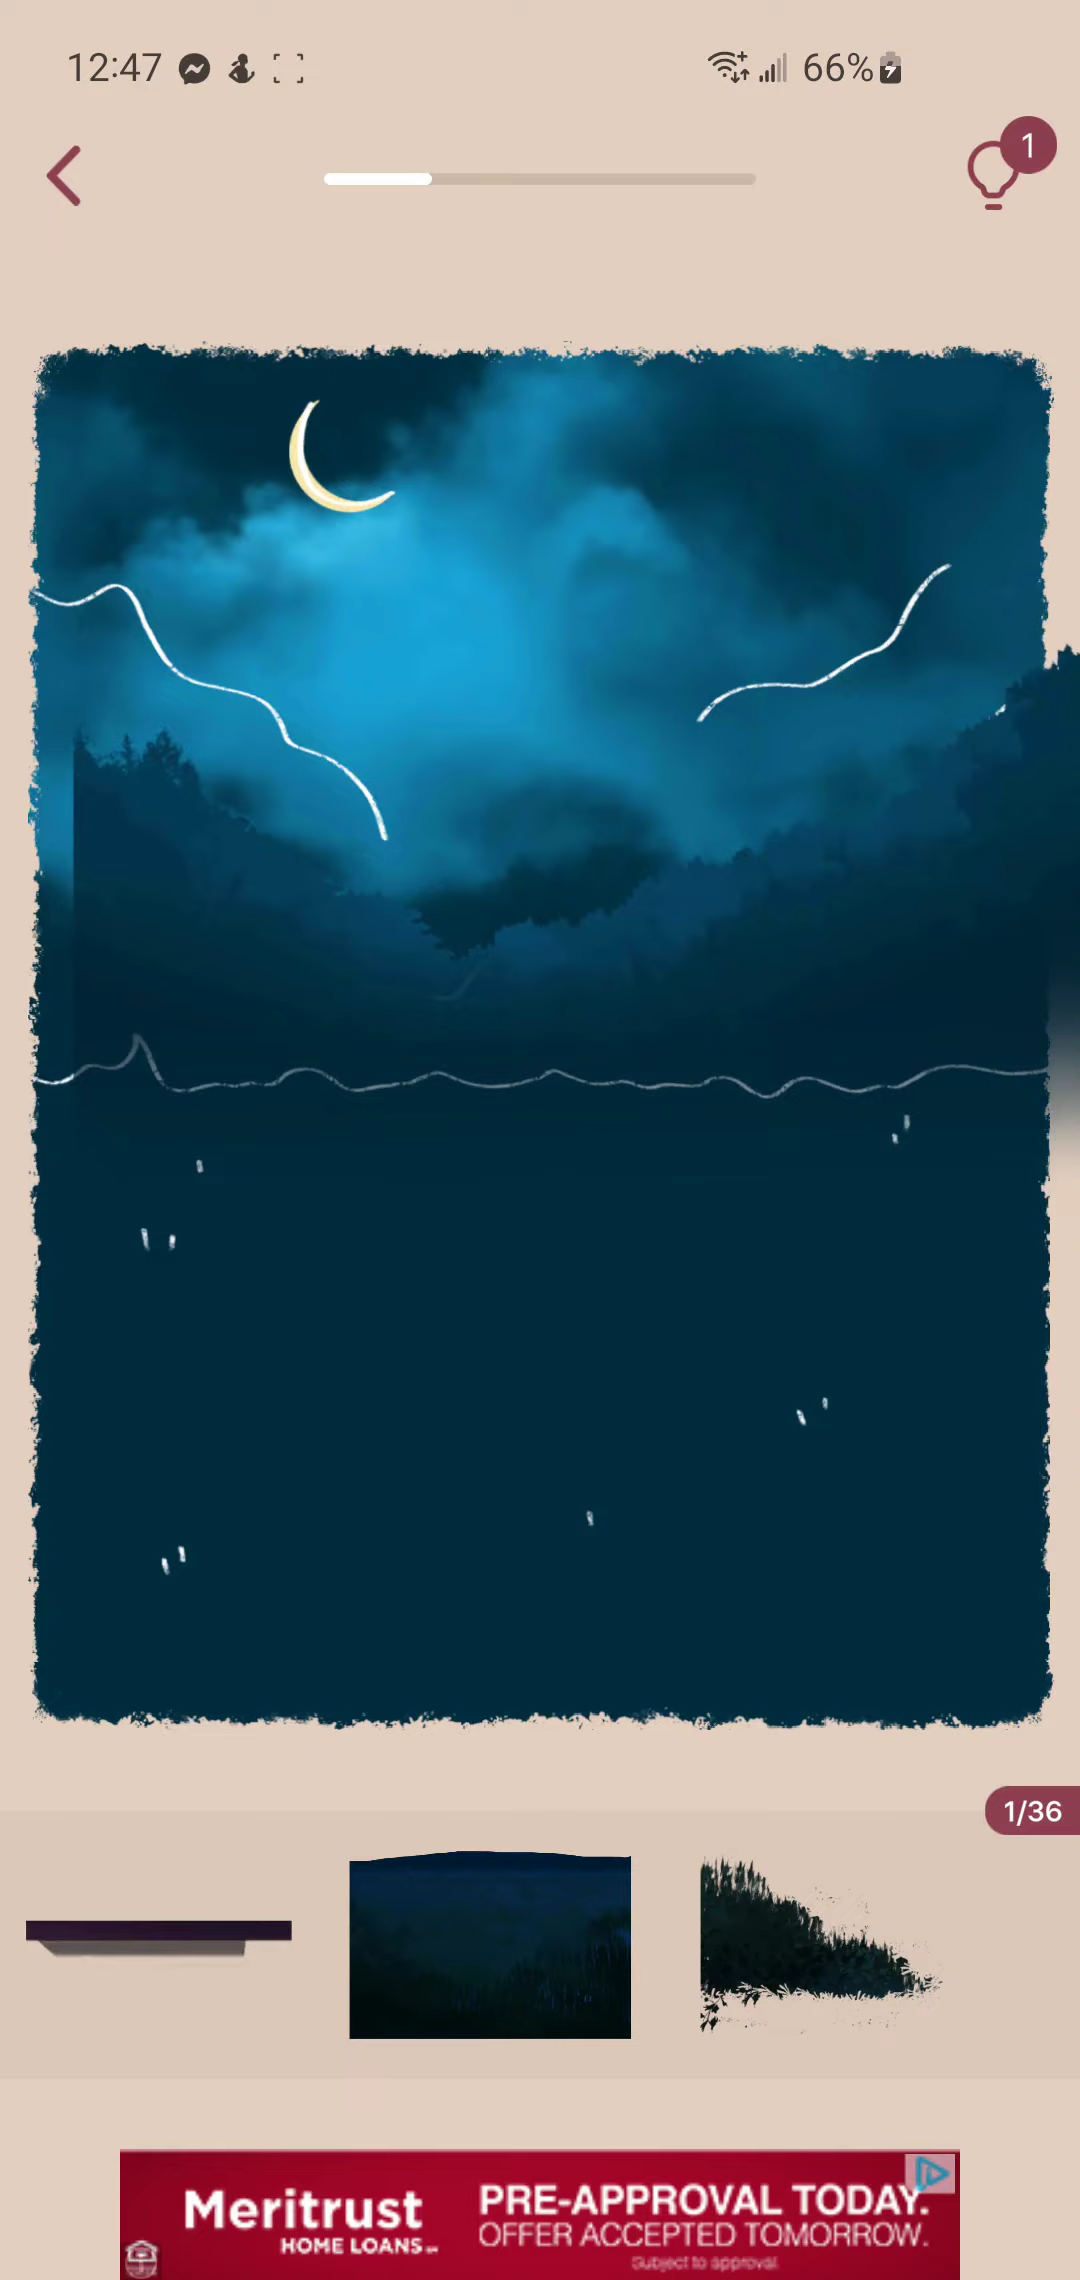 12:47
66%
1
1/36
Meritrust
HOME LOANS
PRE-APPROVAL TODAY.
OFFER ACCEPTED TOMORROW.
Subject to approval.